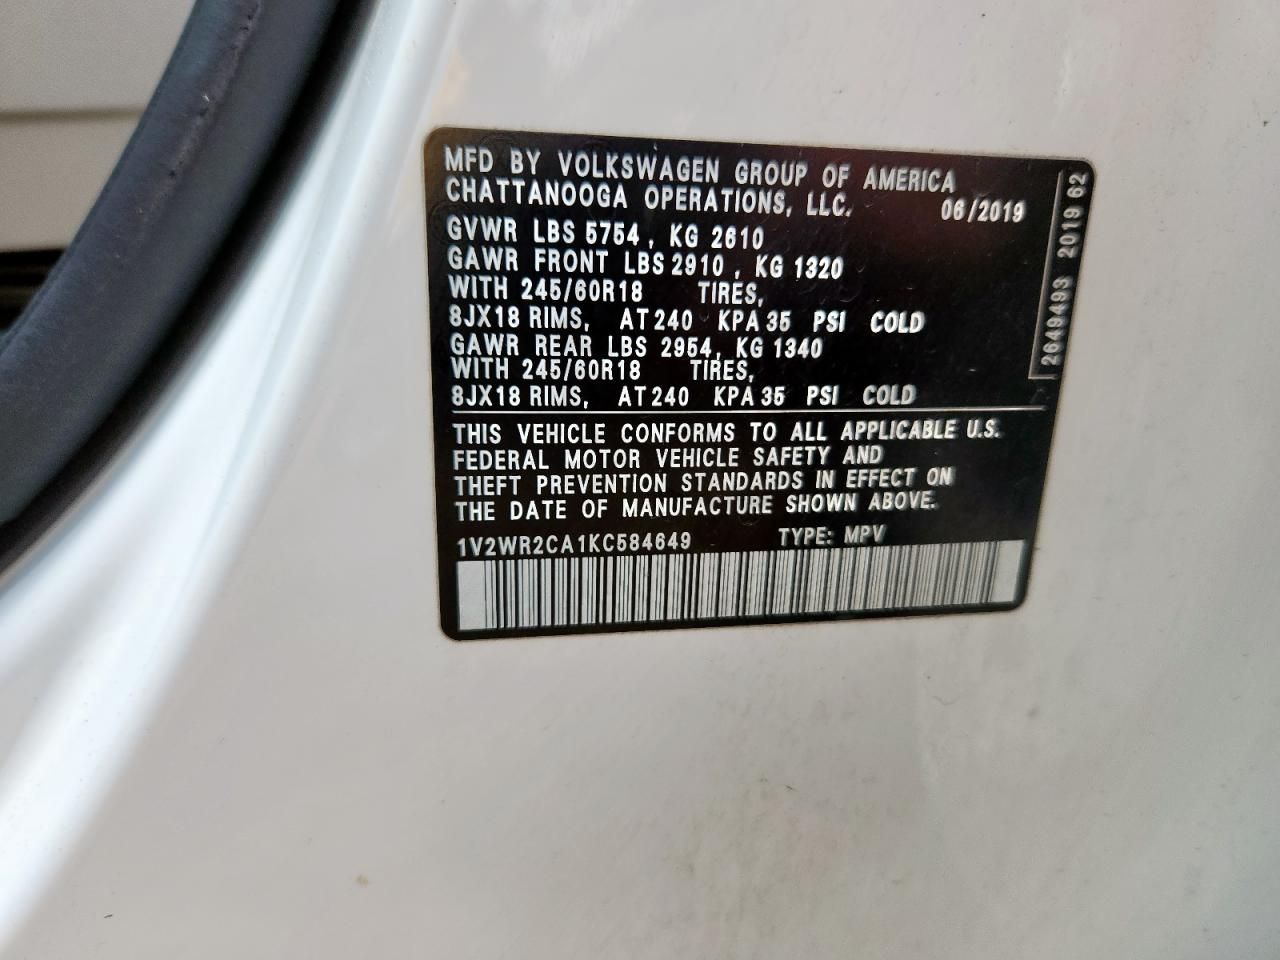 MFD BY VOLKSWAGEN GROUP OF AMERICA
CHATTANOOGA OPERATIONS, LLC. 06/2019
GVWR LBS 5754, KG 2610
GAWR FRONT LBS 2910, KG 1320
WITH 245/60R18 TIRES,
8JX18 RIMS, AT 240 KPA 35 PSI COLD
GAWR REAR LBS 2954, KG 1340
WITH 245/60R18 TIRES,
8JX18 RIMS, AT 240 KPA 35 PSI COLD
THIS VEHICLE CONFORMS TO ALL APPLICABLE U.S.
FEDERAL MOTOR VEHICLE SAFETY AND
THEFT PREVENTION STANDARDS IN EFFECT ON
THE DATE OF MANUFACTURE SHOWN ABOVE.
1V2WR2CA1KC584649 TYPE: MPV
2649493 2019 62